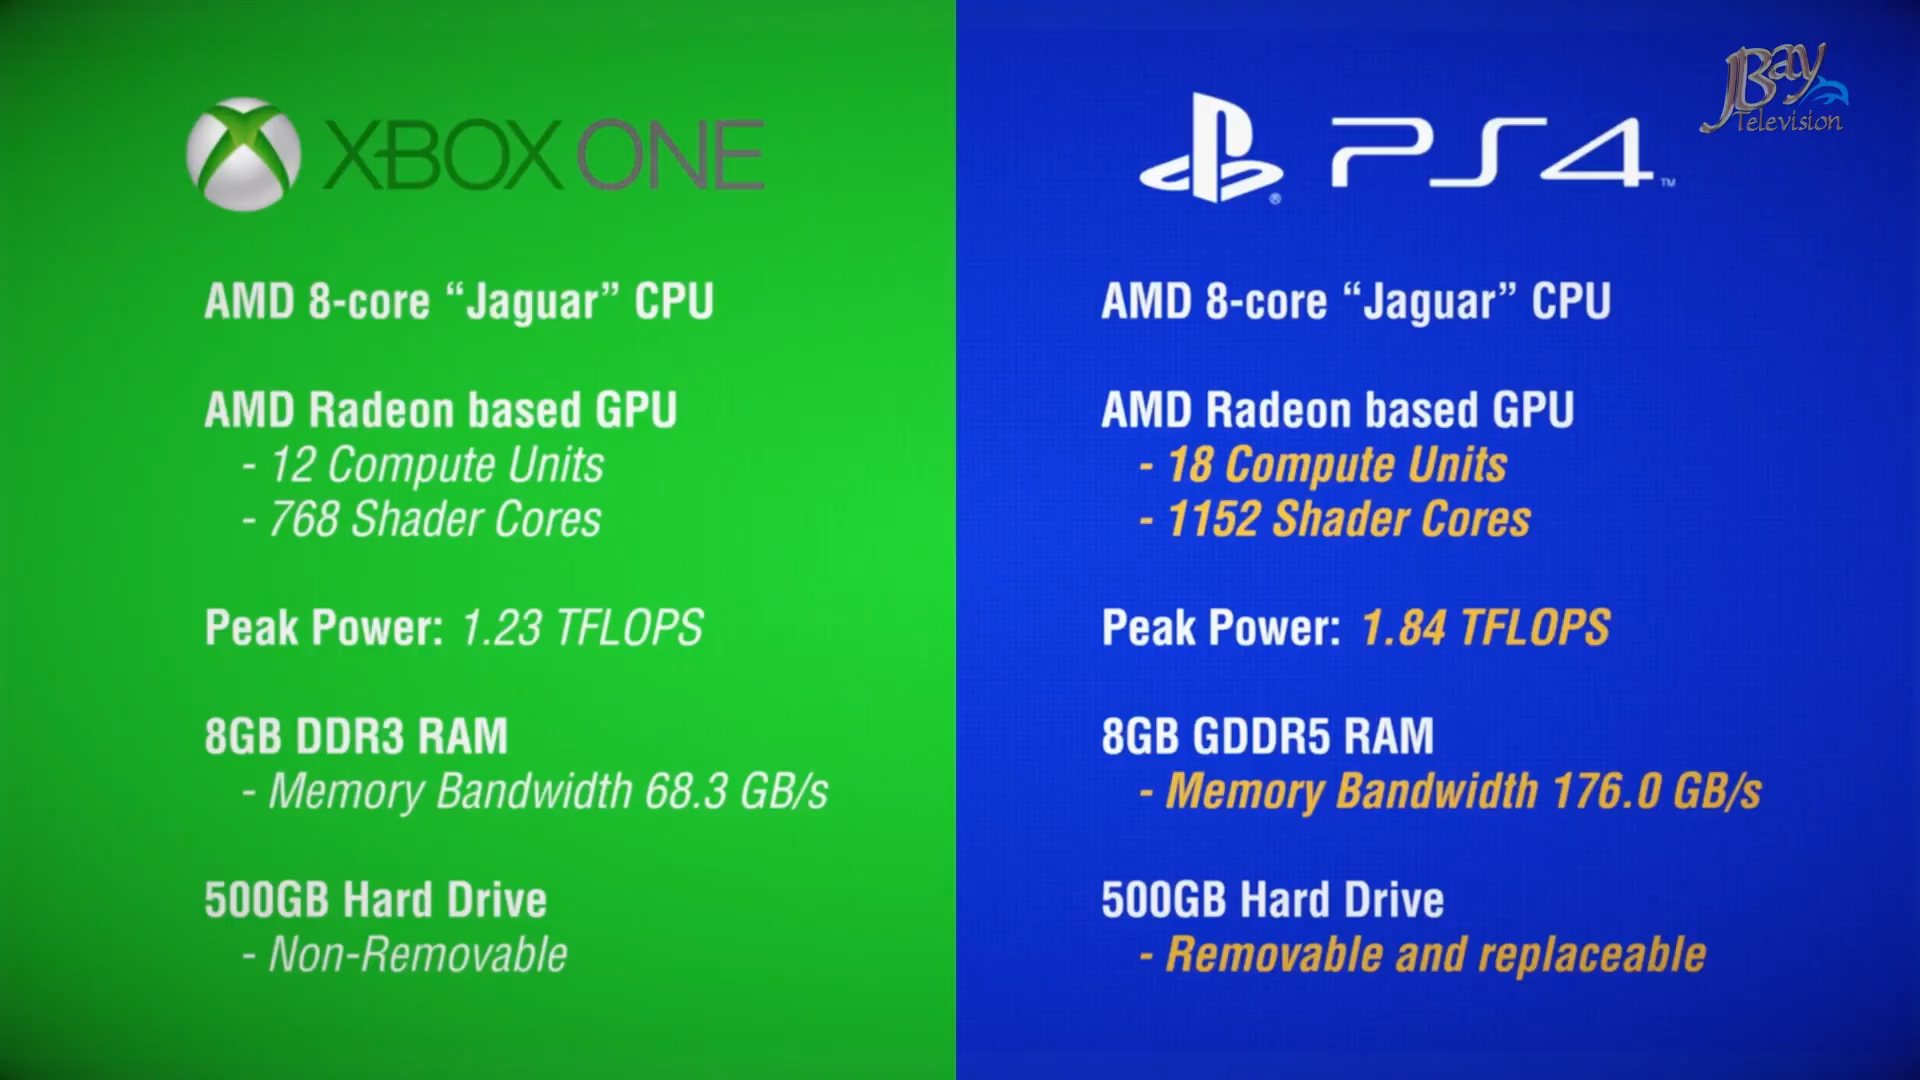 XBOX ONE
AMD 8-core “Jaguar” CPU
AMD Radeon based GPU
- 12 Compute Units
- 768 Shader Cores
Peak Power: 1.23 TFLOPS
8GB DDR3 RAM
- Memory Bandwidth 68.3 GB/s
500GB Hard Drive
- Non-Removable
PS4™
AMD 8-core “Jaguar” CPU
AMD Radeon based GPU
- 18 Compute Units
- 1152 Shader Cores
Peak Power: 1.84 TFLOPS
8GB GDDR5 RAM
- Memory Bandwidth 176.0 GB/s
500GB Hard Drive
- Removable and replaceable
JBay
Television